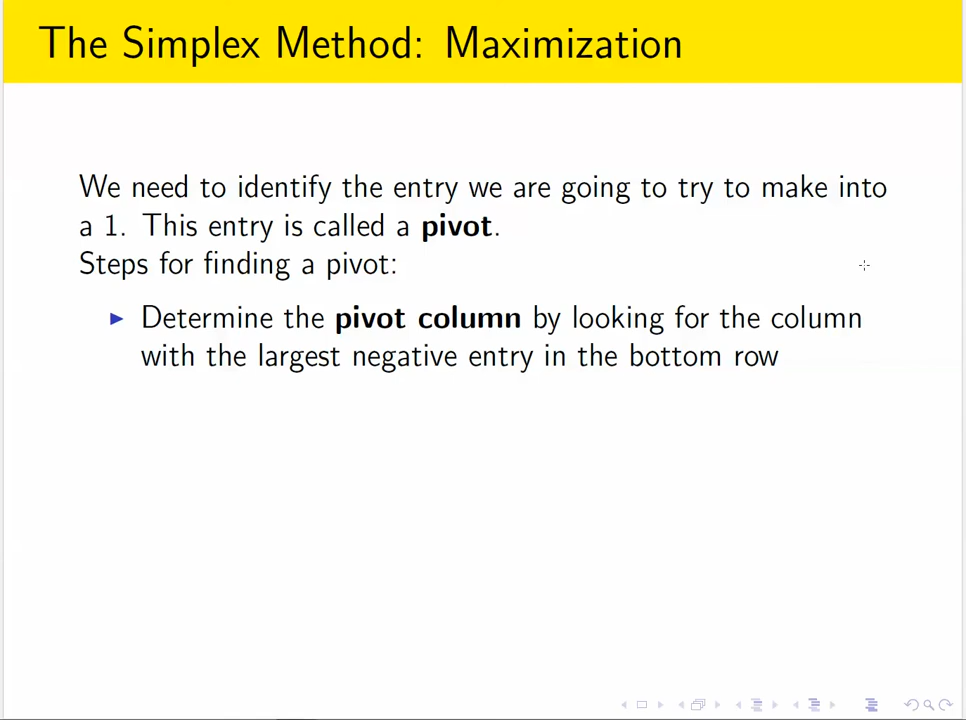 The Simplex Method: Maximization
We need to identify the entry we are going to try to make into
a 1. This entry is called a pivot.
Steps for finding a pivot:
Determine the pivot column by looking for the column
with the largest negative entry in the bottom row